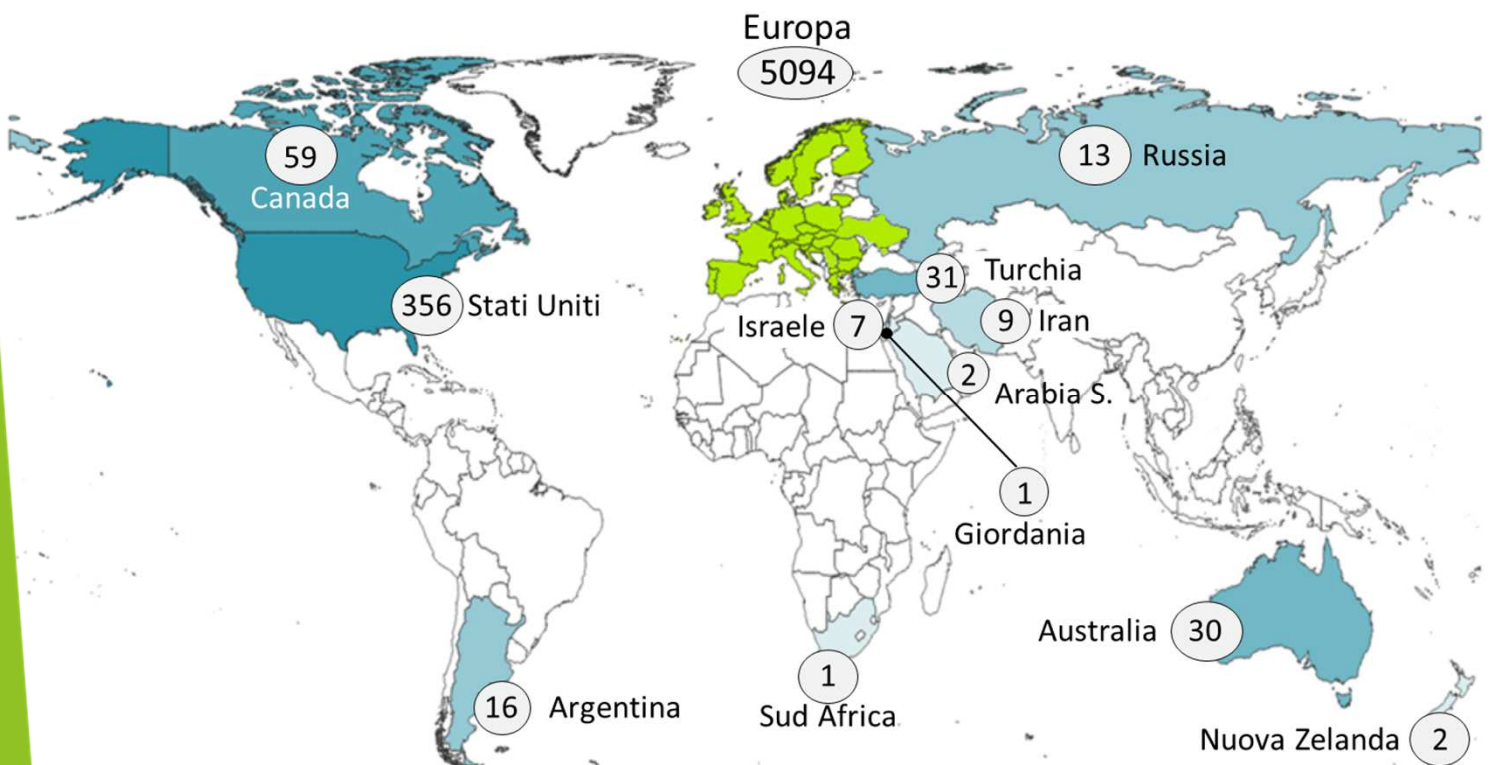 Europa
5094
59
Canada
13 Russia
31 Turchia
356 Stati Uniti
Israele 7
9 Iran
2
Arabia S.
1
Giordania
Australia 30
1
Sud Africa
16 Argentina
Nuova Zelanda 2